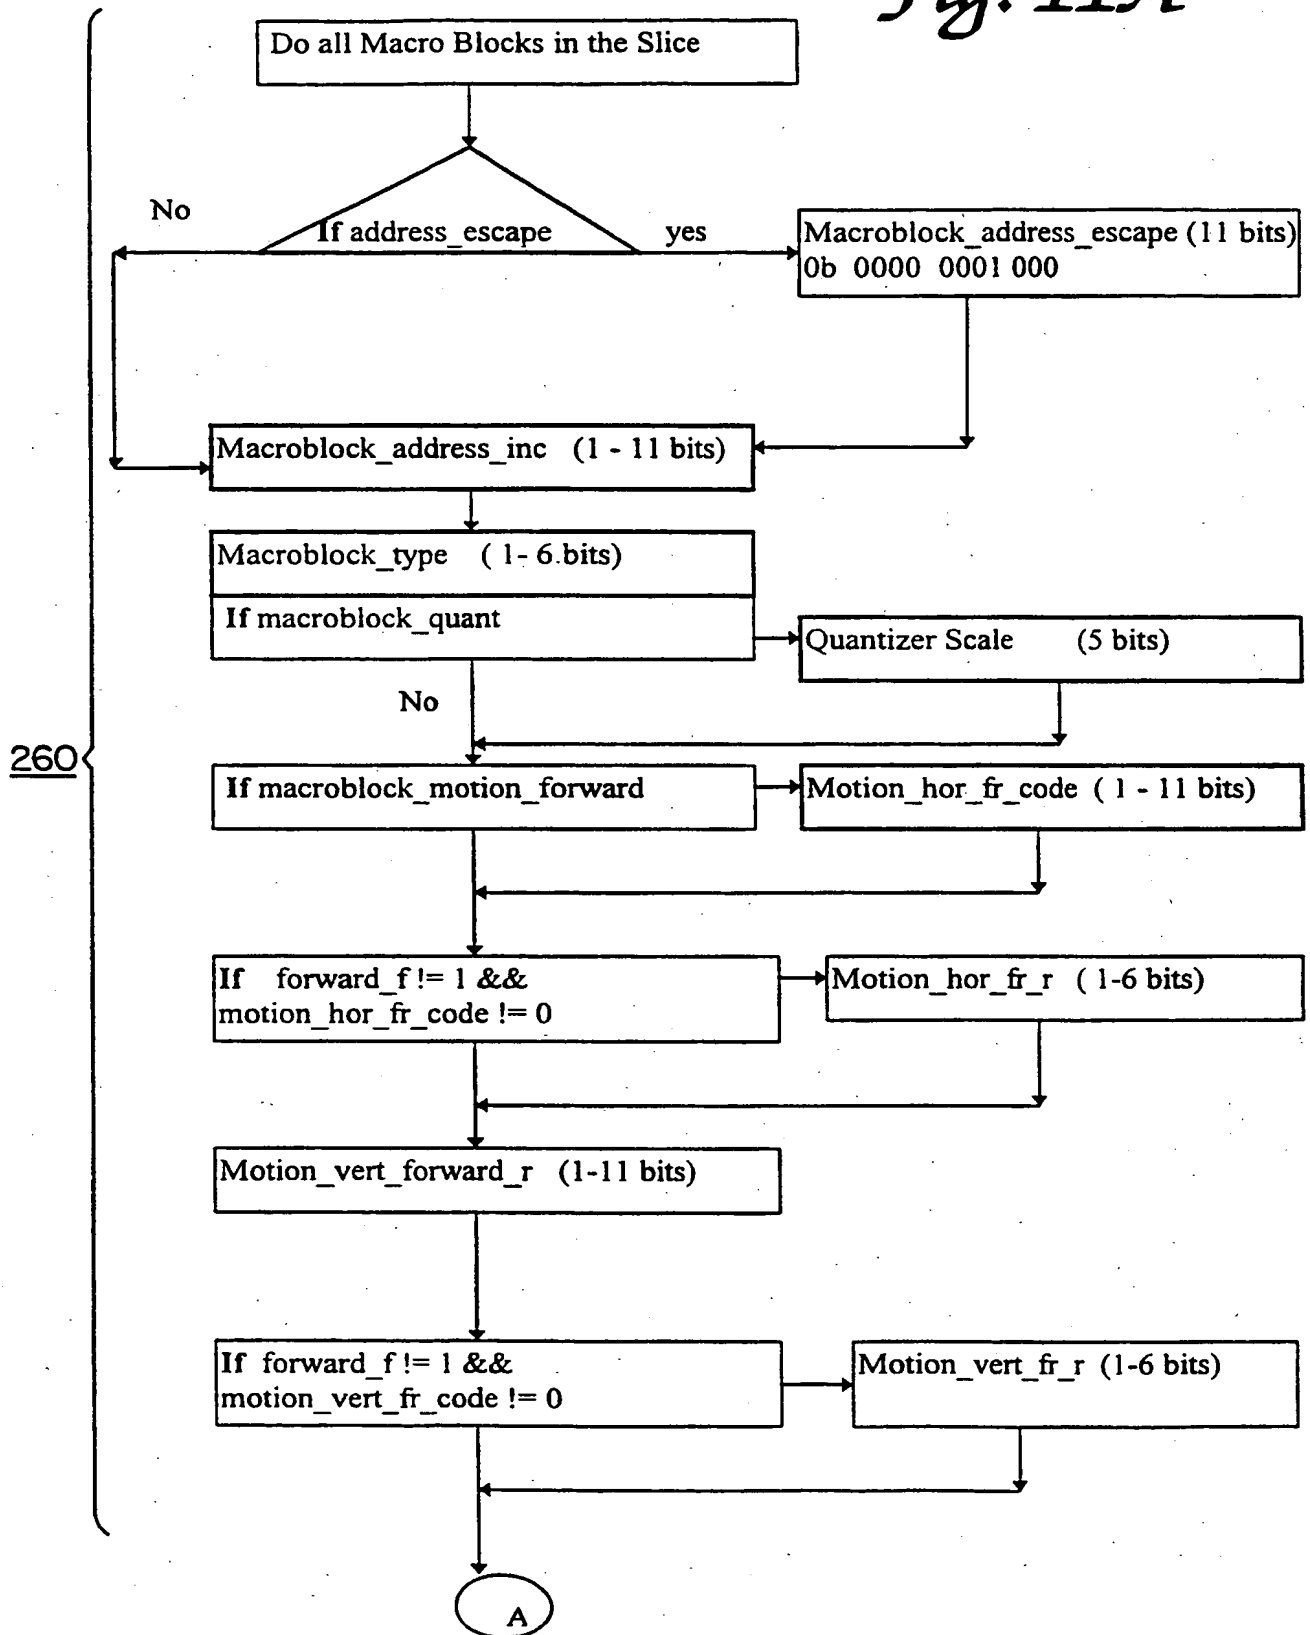 Fig. 11A
Do all Macro Blocks in the Slice
No
If address_escape
yes
Macroblock_address_escape (11 bits)
0b 0000 0001 000
Macroblock_address_inc (1 - 11 bits)
Macroblock_type ( 1- 6 bits)
If macroblock_quant
Quantizer Scale (5 bits)
No
260
If macroblock_motion_forward
Motion_hor_fr_code ( 1 - 11 bits)
If forward_f != 1 &&
motion_hor_fr_code != 0
Motion_hor_fr_r ( 1-6 bits)
Motion_vert_forward_r (1-11 bits)
If forward_f != 1 &&
motion_vert_fr_code != 0
Motion_vert_fr_r (1-6 bits)
A